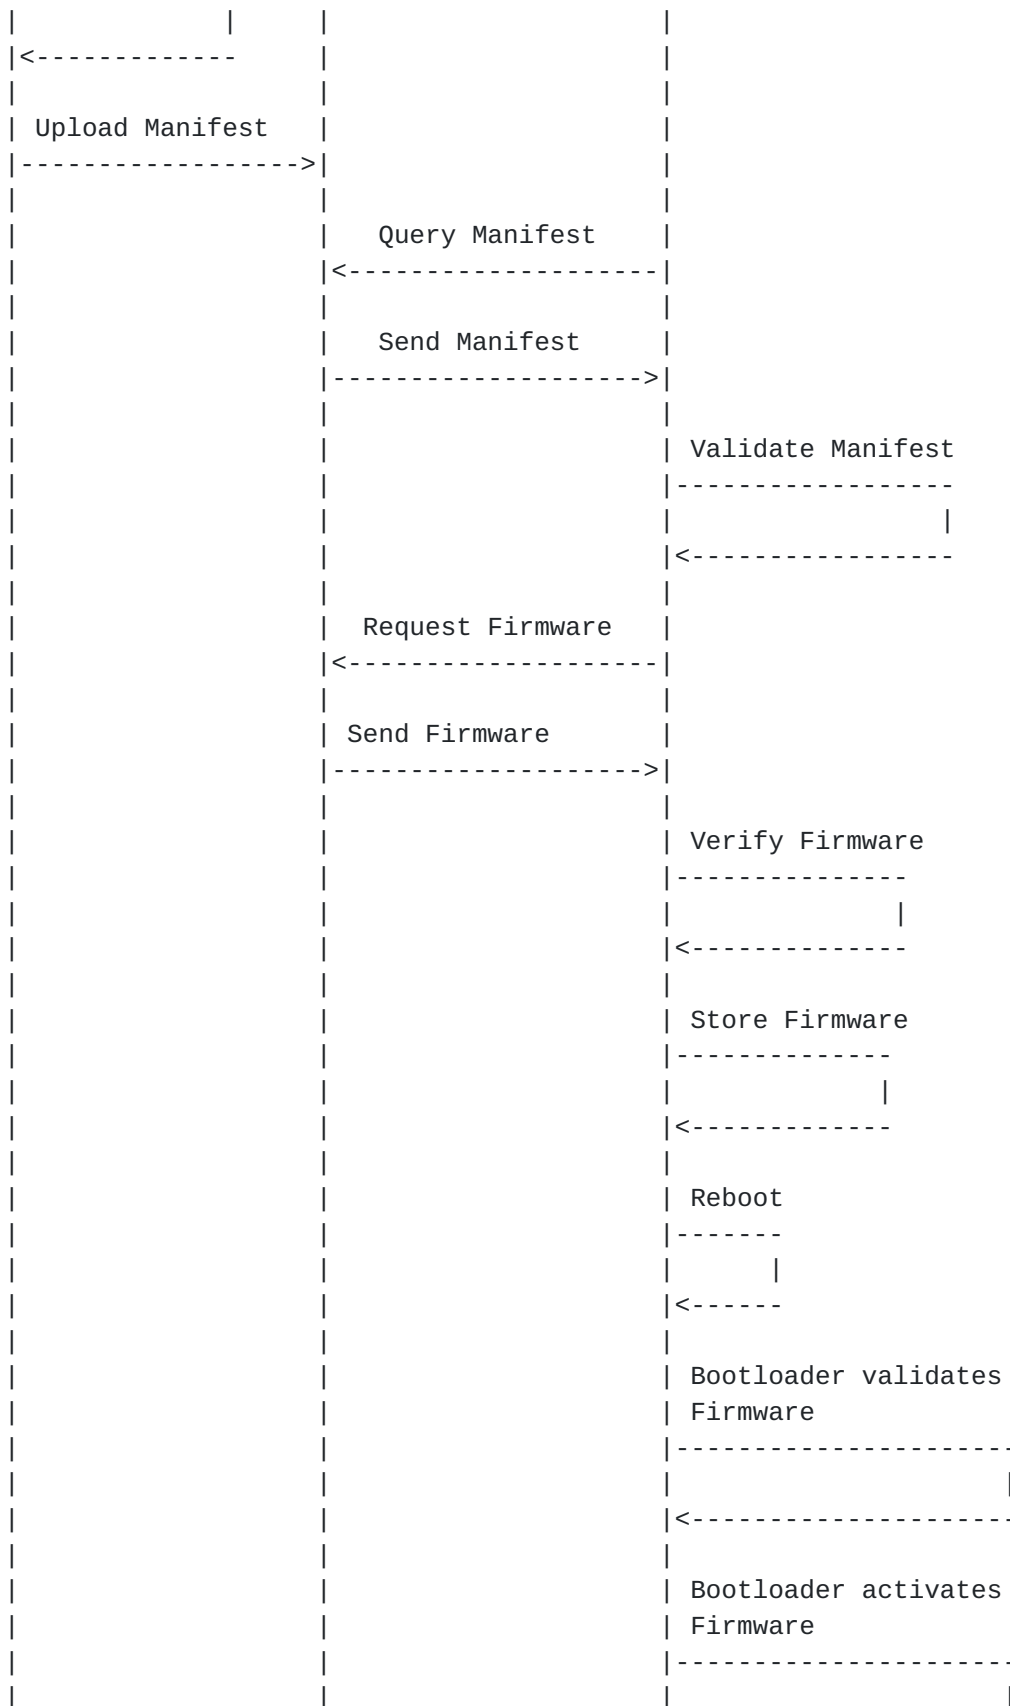 Upload Manifest
Query Manifest
Send Manifest
Validate Manifest
Request Firmware
Send Firmware
Verify Firmware
Store Firmware
Reboot
Bootloader validates
Firmware
Bootloader activates
Firmware